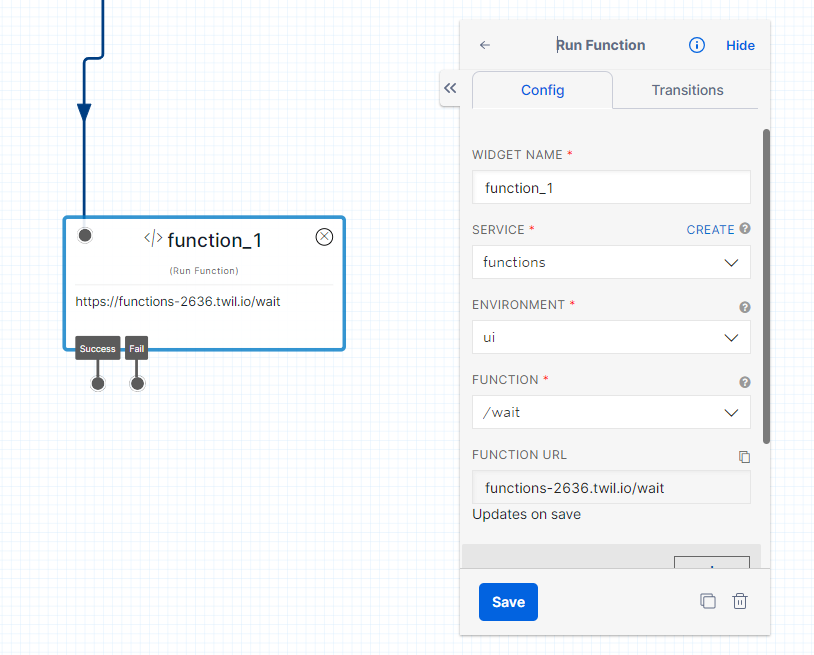 Run Function
Hide
Config
Transitions
WIDGET NAME *
function_1
SERVICE *
CREATE
functions
ENVIRONMENT *
ui
FUNCTION *
/wait
FUNCTION URL
functions-2636.twil.io/wait
Updates on save
Save
</> function_1
(Run Function)
https://functions-2636.twil.io/wait
Success
Fail